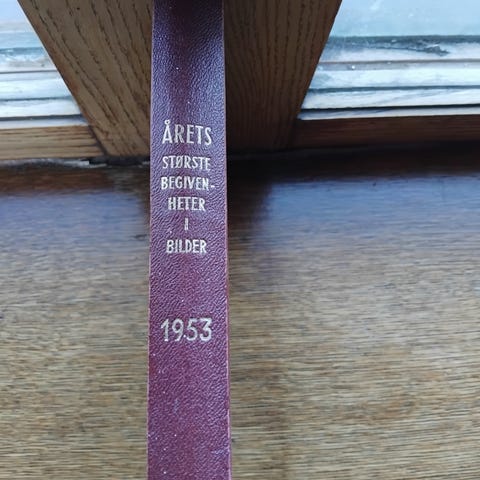 ÅRETS
STØRSTE
BEGIVEN-
HETER
I
BILDER
1953